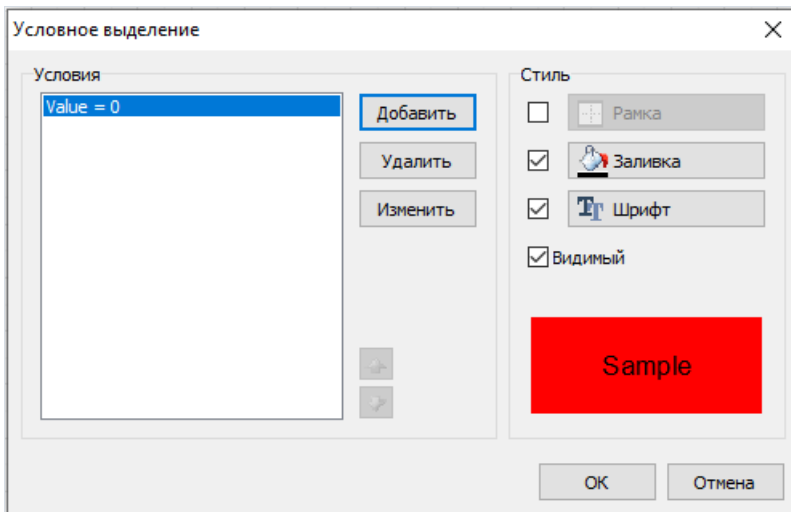 Условное выделение
Условия
Value = 0
Добавить
Удалить
Изменить
Стиль
Рамка
Заливка
Шрифт
Видимый
Sample
OK
Отмена